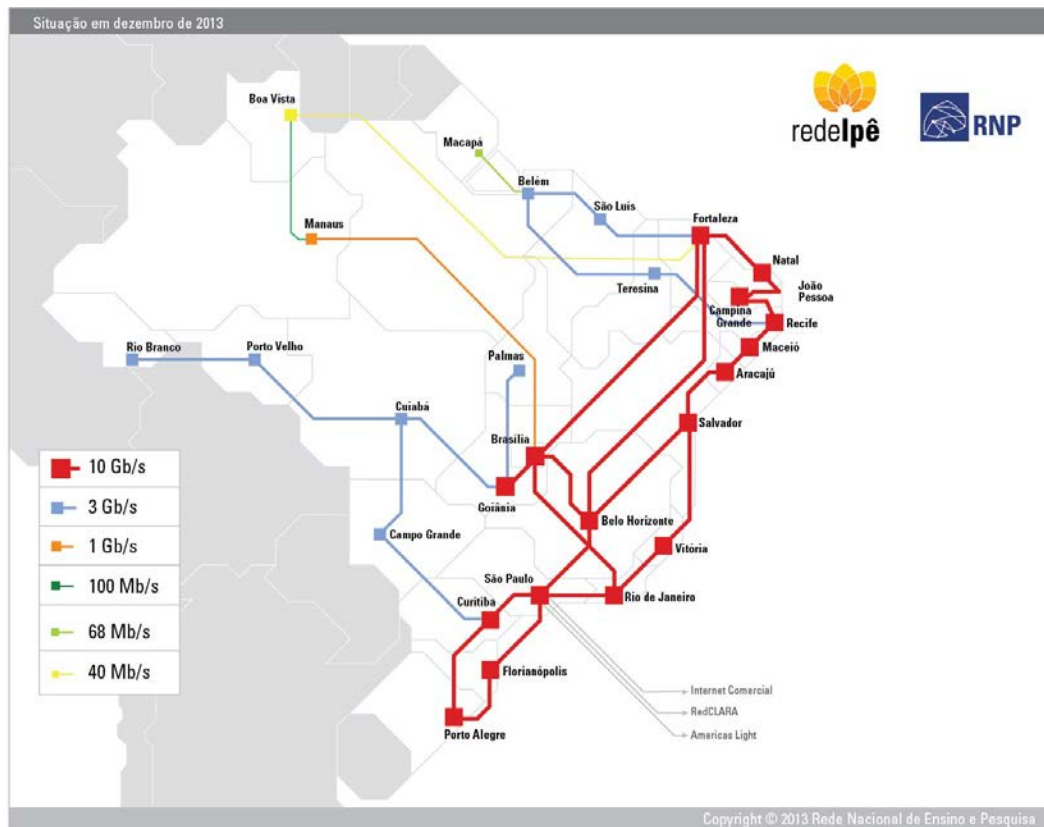 Situação em dezembro de 2013
redeIpê
RNP
Boa Vista
Macapá
Belém
São Luís
Fortaleza
Manaus
Natal
Teresina
João
Pessoa
Campina
Grande
Recife
Maceió
Rio Branco
Porto Velho
Palmas
Aracajú
Cuiabá
Salvador
Brasília
10 Gb/s
3 Gb/s
1 Gb/s
100 Mb/s
68 Mb/s
40 Mb/s
Goiânia
Belo Horizonte
Campo Grande
Vitória
São Paulo
Curitiba
Rio de Janeiro
Florianópolis
Porto Alegre
Internet Comercial
RedCLARA
Americas Light
Copyright © 2013 Rede Nacional de Ensino e Pesquisa